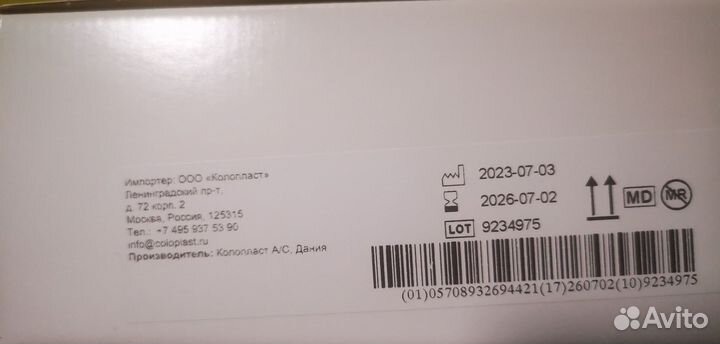 Импортер: ООО «Колопласт»
Ленинградский пр-т,
д. 72 корп. 2
Москва, Россия, 125315
Тел.: +7 495 937 53 90
info@coloplast.ru
Производитель: Колопласт А/С, Дания
2023-07-03
2026-07-02
LOT 9234975
MD
MR
(01)05708932694421(17)260702(10)9234975
Avito